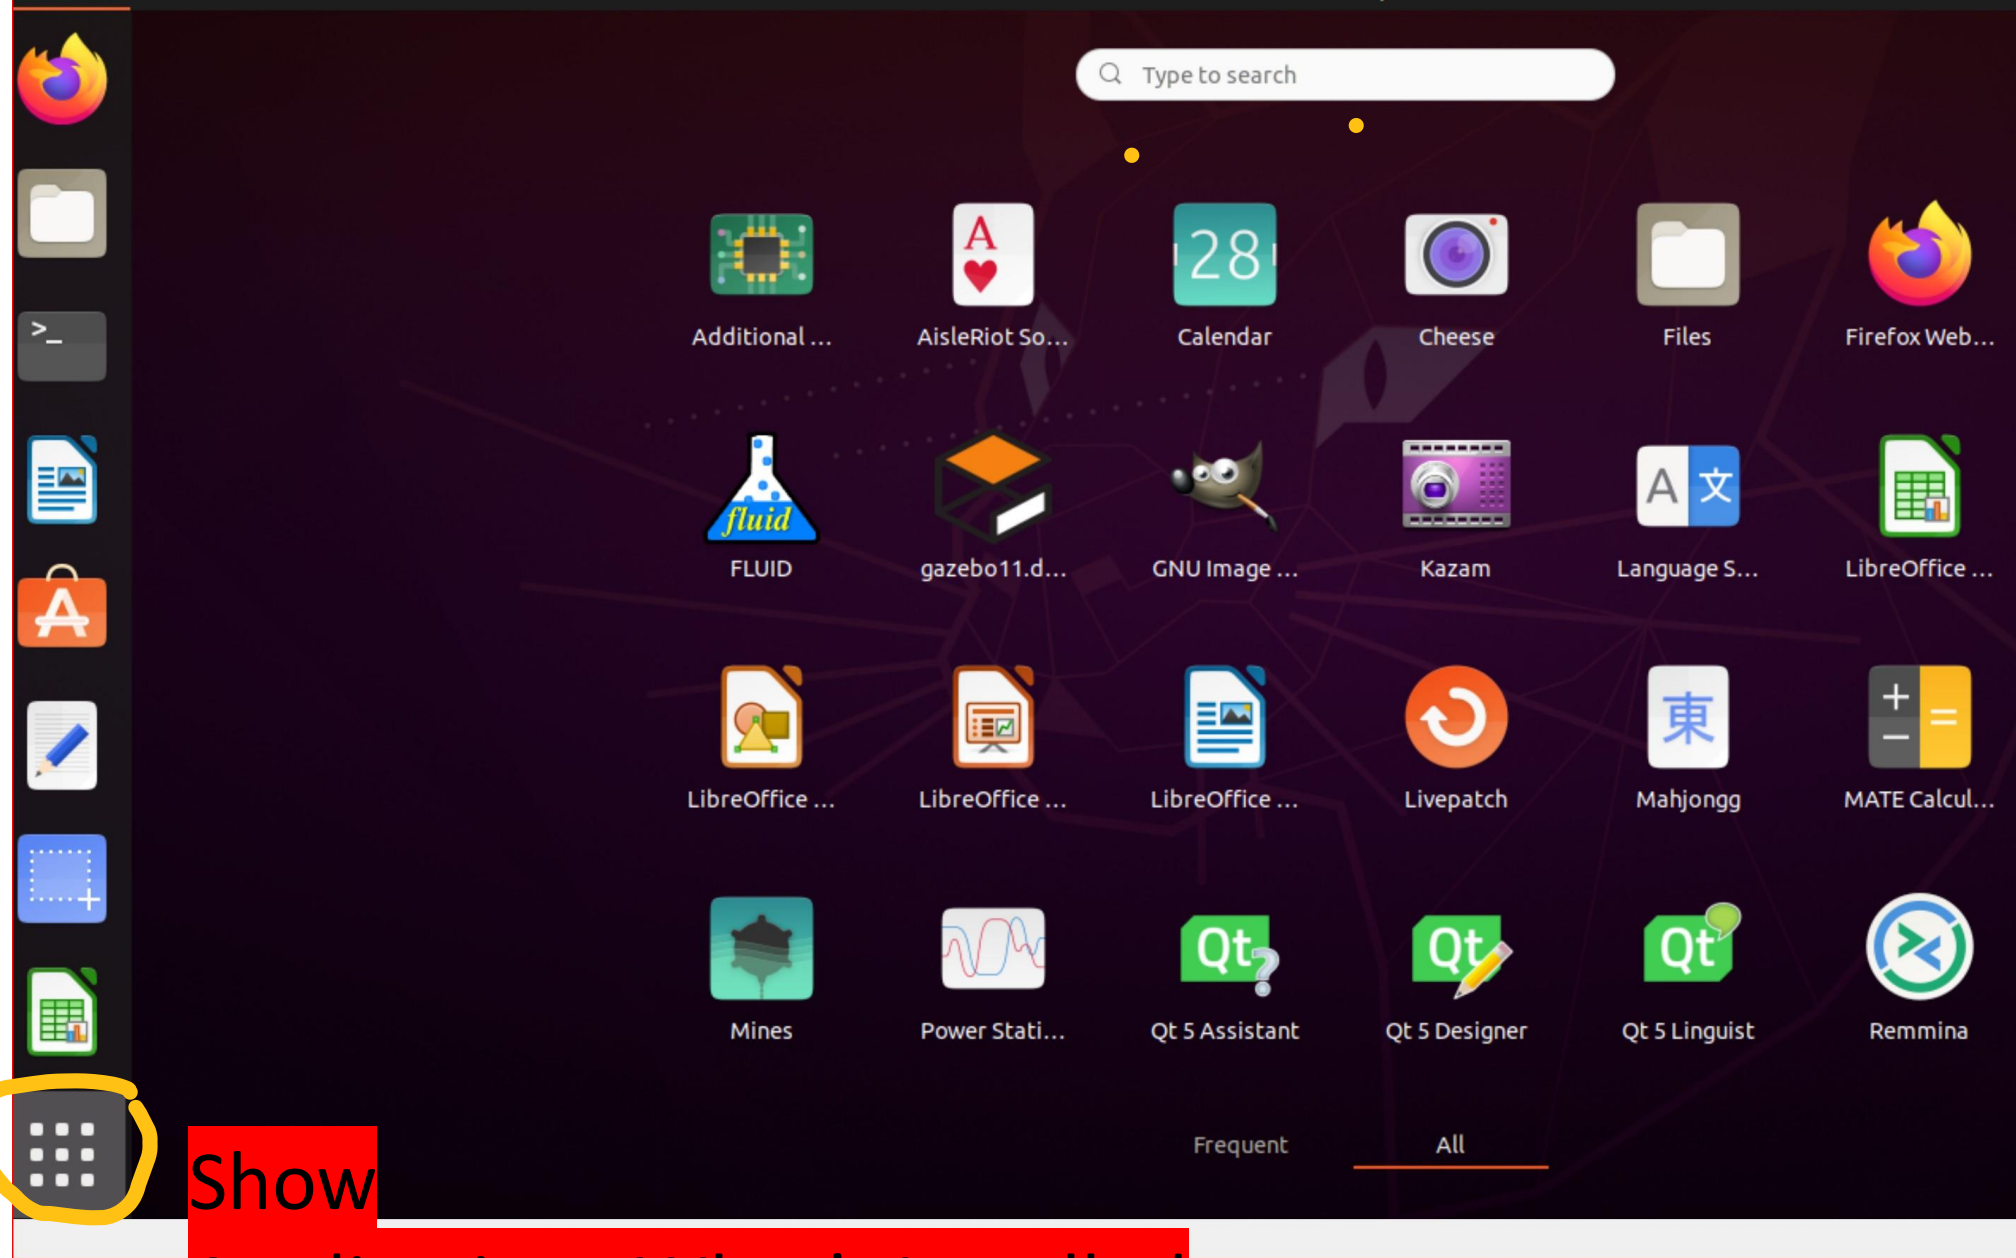 Type to search
28
A
Additional ...
AisleRiot So...
Calendar
Cheese
Files
Firefox Web...
fluid
A 文
FLUID
gazebo11.d...
GNU Image ...
Kazam
Language S...
LibreOffice ...
東
LibreOffice ...
LibreOffice ...
LibreOffice ...
Livepatch
Mahjongg
MATE Calcul...
Qt
Qt
Qt
Mines
Power Stati...
Qt 5 Assistant
Qt 5 Designer
Qt 5 Linguist
Remmina
Frequent
All
Show